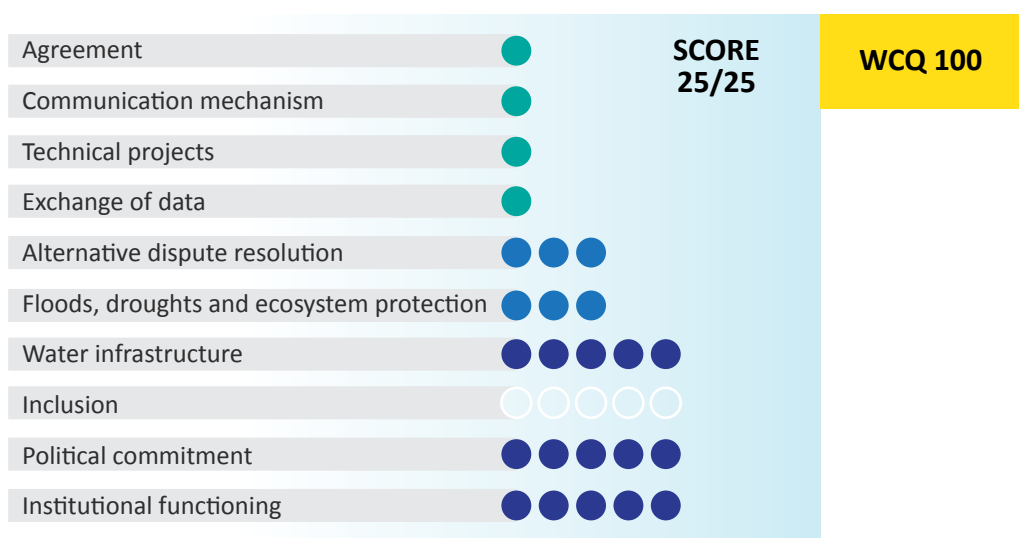 Agreement
Communication mechanism
Technical projects
Exchange of data
Alternative dispute resolution
Floods, droughts and ecosystem protection
Water infrastructure
Inclusion
Political commitment
Institutional functioning
SCORE
25/25
WCQ 100